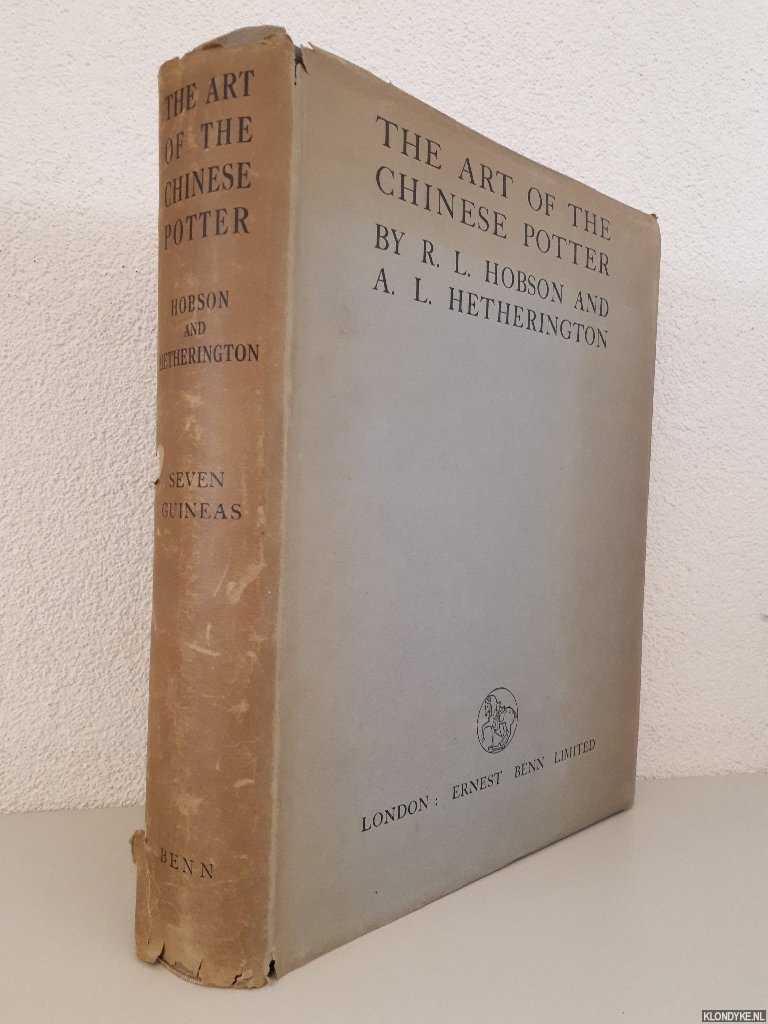 THE ART
OF THE
CHINESE
POTTER
HOBSON
AND
HETHERINGTON
SEVEN
GUINEAS
BENN
THE ART OF THE
CHINESE POTTER
BY R. L. HOBSON AND
A. L. HETHERINGTON
LONDON: ERNEST BENN LIMITED
KLONDYKE.NL